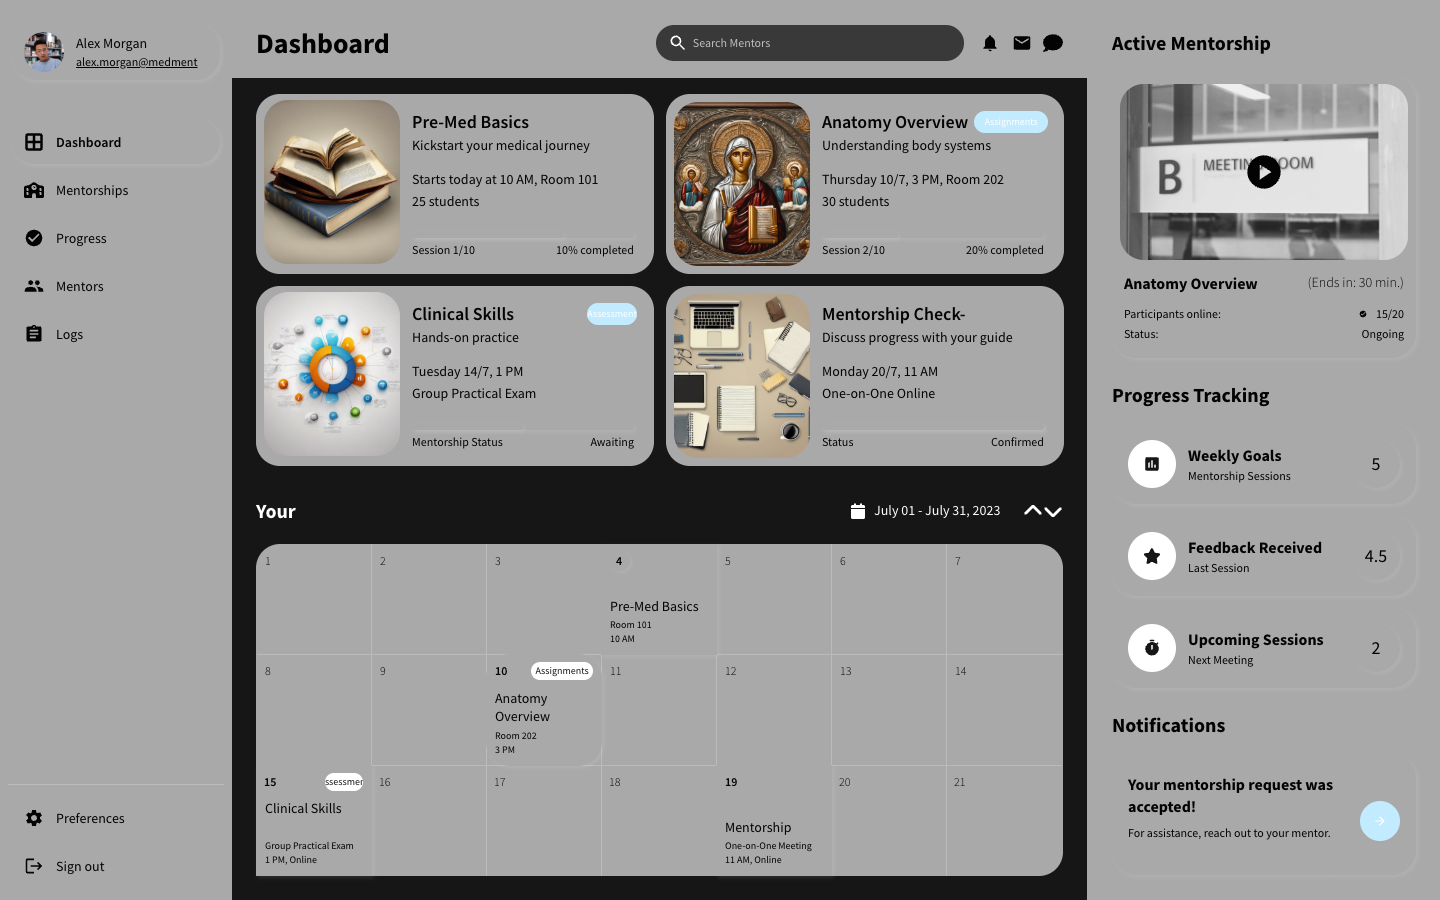 Alex Morgan
alex.morgan@medment
Dashboard
Mentorships
Progress
Mentors
Logs
Preferences
Sign out
Dashboard
Search Mentors
Pre-Med Basics
Kickstart your medical journey
Starts today at 10 AM, Room 101
25 students
Session 1/10 10% completed
Anatomy Overview Assignments
Understanding body systems
Thursday 10/7, 3 PM, Room 202
30 students
Session 2/10 20% completed
Clinical Skills Assessment
Hands-on practice
Tuesday 14/7, 1 PM
Group Practical Exam
Mentorship Status Awaiting
Mentorship Check-
Discuss progress with your guide
Monday 20/7, 11 AM
One-on-One Online
Status Confirmed
Your
July 01 - July 31, 2023
1 2 3 4 5 6 7
Pre-Med Basics
Room 101
10 AM
8 9 10 Assignments 11 12 13 14
Anatomy
Overview
Room 202
3 PM
15 ssessmer 16 17 18 19 20 21
Clinical Skills
Group Practical Exam
1 PM, Online
Mentorship
One-on-One Meeting
11 AM, Online
Active Mentorship
B MEETIN OOM
Anatomy Overview (Ends in: 30 min.)
Participants online: 15/20
Status: Ongoing
Progress Tracking
Weekly Goals
Mentorship Sessions
5
Feedback Received
Last Session
4.5
Upcoming Sessions
Next Meeting
2
Notifications
Your mentorship request was
accepted!
For assistance, reach out to your mentor.